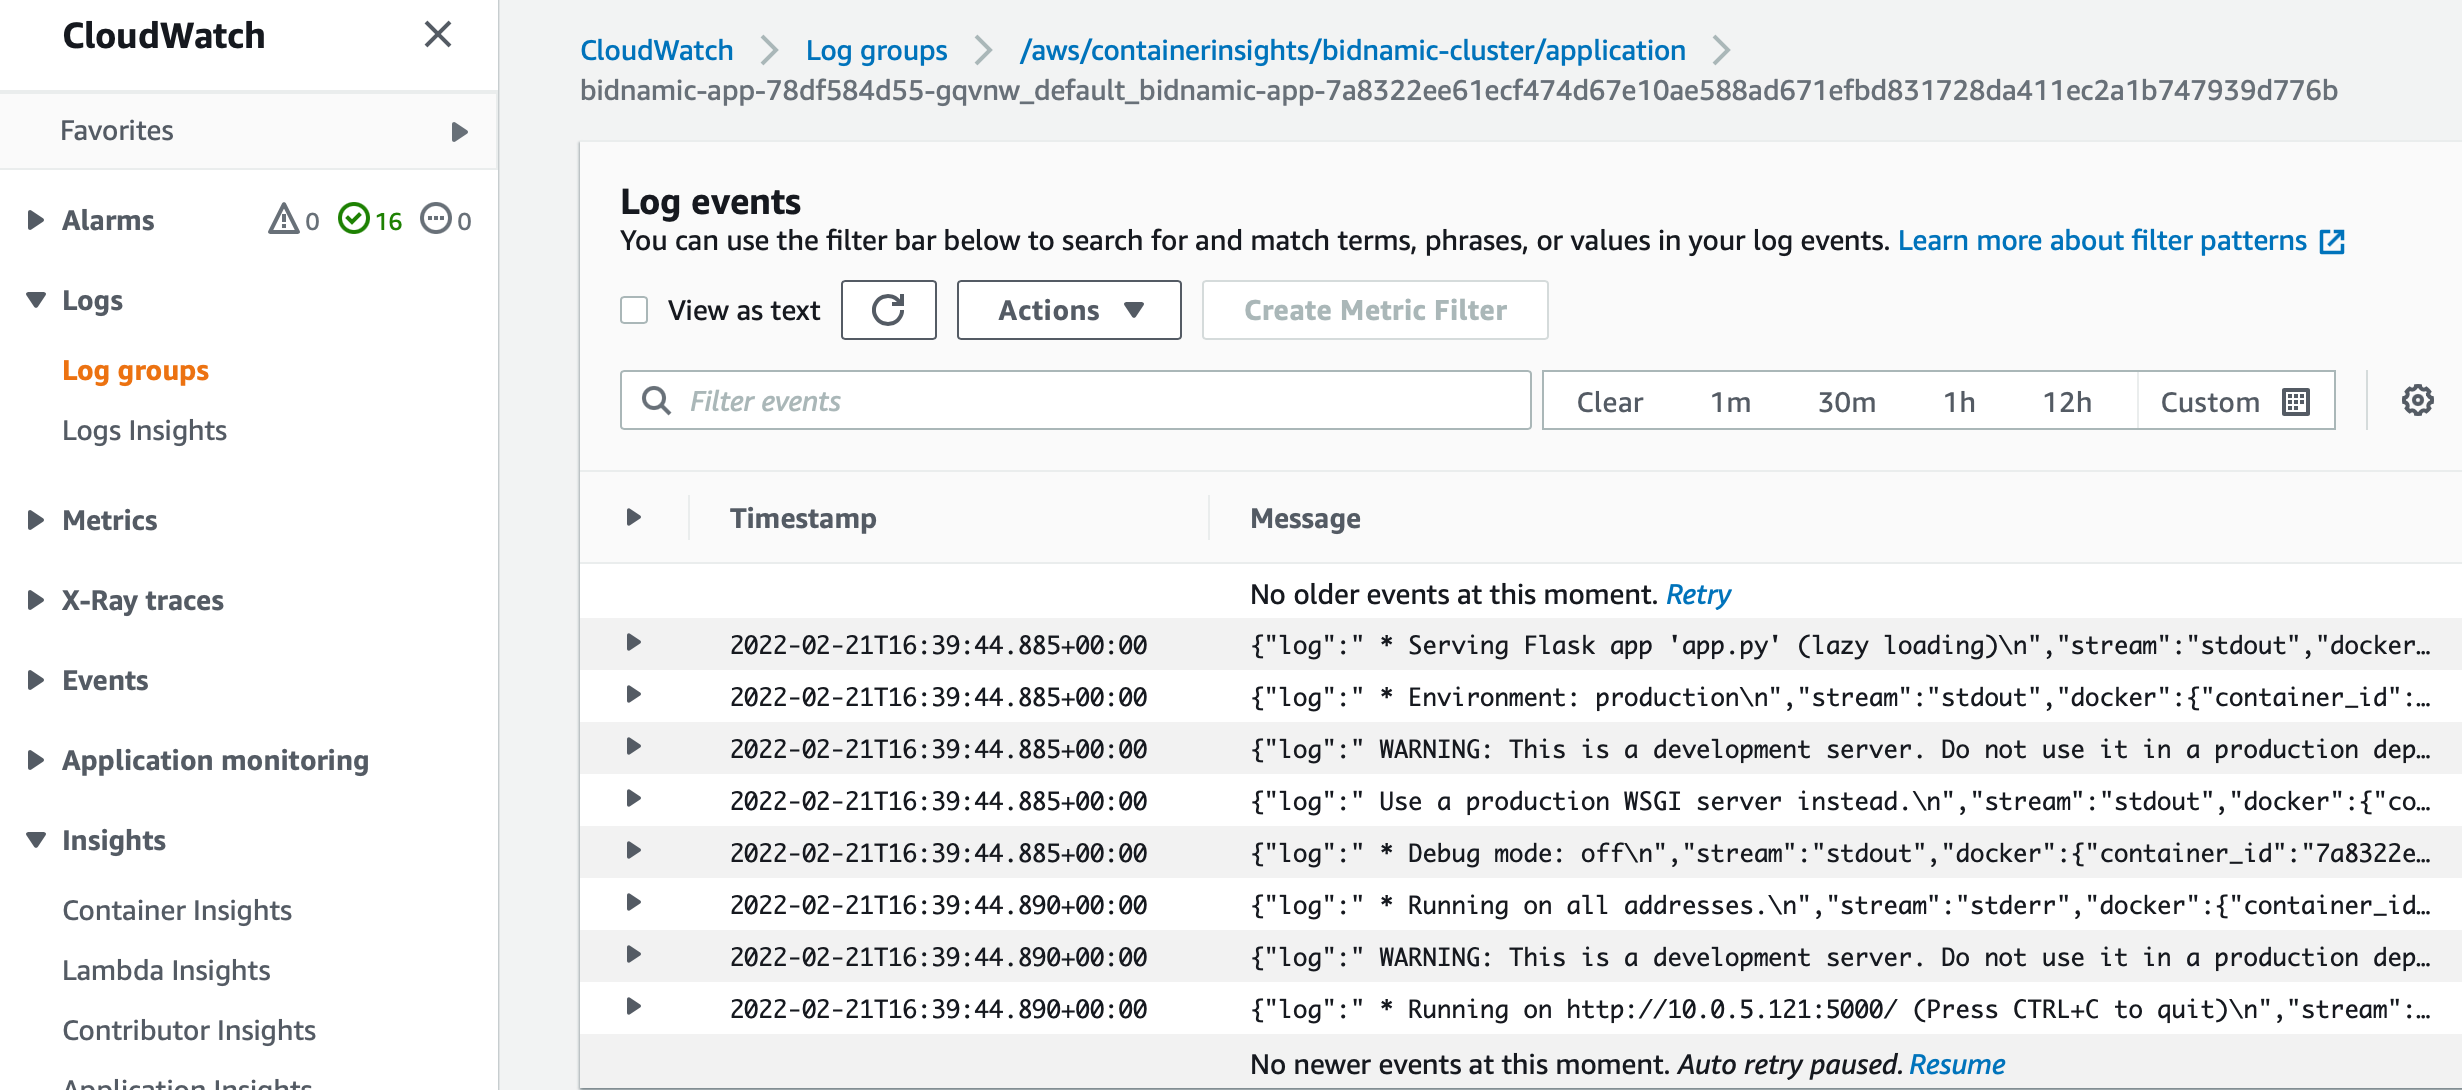 CloudWatch
Favorites
Alarms 0 16 0
Logs
Log groups
Logs Insights
Metrics
X-Ray traces
Events
Application monitoring
Insights
Container Insights
Lambda Insights
Contributor Insights
Application Insights
CloudWatch Log groups /aws/containerinsights/bidnamic-cluster/application
bidnamic-app-78df584d55-gqvnw_default_bidnamic-app-7a8322ee61ecf474d67e10ae588ad671efbd831728da411ec2a1b747939d776b
Log events
You can use the filter bar below to search for and match terms, phrases, or values in your log events. Learn more about filter patterns
View as text Actions Create Metric Filter
Filter events Clear 1m 30m 1h 12h Custom
Timestamp Message
No older events at this moment. Retry
2022-02-21T16:39:44.885+00:00 {"log":" * Serving Flask app 'app.py' (lazy loading)\n","stream":"stdout","docker…
2022-02-21T16:39:44.885+00:00 {"log":" * Environment: production\n","stream":"stdout","docker":{"container_id":…
2022-02-21T16:39:44.885+00:00 {"log":" WARNING: This is a development server. Do not use it in a production dep…
2022-02-21T16:39:44.885+00:00 {"log":" Use a production WSGI server instead.\n","stream":"stdout","docker":{"co…
2022-02-21T16:39:44.885+00:00 {"log":" * Debug mode: off\n","stream":"stdout","docker":{"container_id":"7a8322e…
2022-02-21T16:39:44.890+00:00 {"log":" * Running on all addresses.\n","stream":"stderr","docker":{"container_id…
2022-02-21T16:39:44.890+00:00 {"log":" WARNING: This is a development server. Do not use it in a production dep…
2022-02-21T16:39:44.890+00:00 {"log":" * Running on http://10.0.5.121:5000/ (Press CTRL+C to quit)\n","stream":…
No newer events at this moment. Auto retry paused. Resume